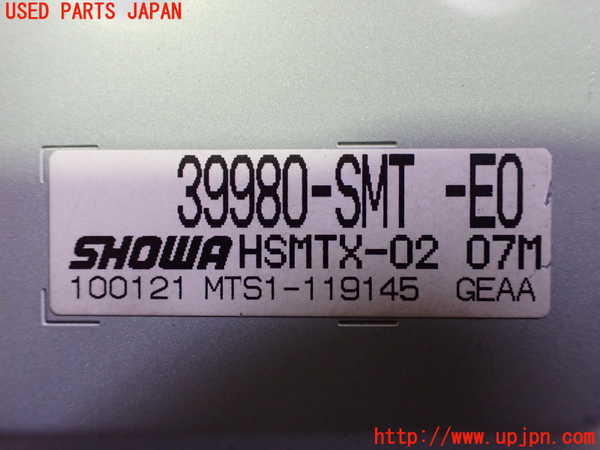 USED PARTS JAPAN
39980-SMT -E0
SHOWA HSMTX-02 07M
100121 MTS1-119145 GEAA
http://www.upjpn.com/